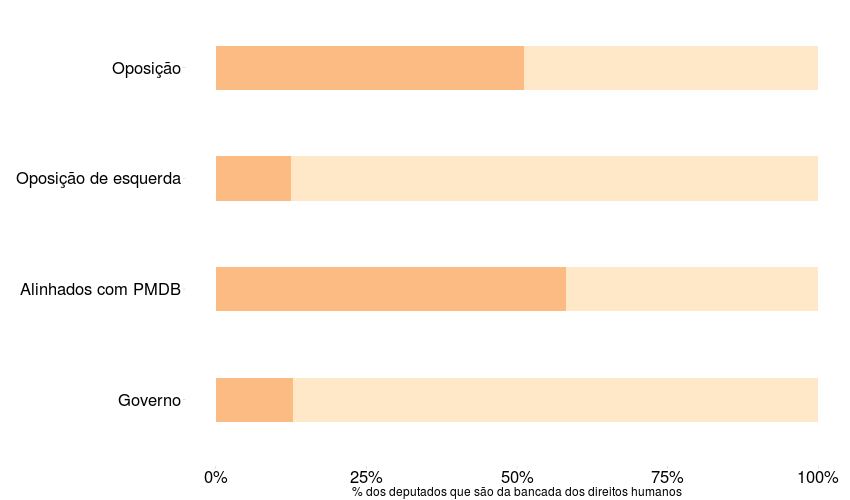 Oposição
Oposição de esquerda
Alinhados com PMDB
Governo
0% 25% 50% 75% 100%
% dos deputados que são da bancada dos direitos humanos